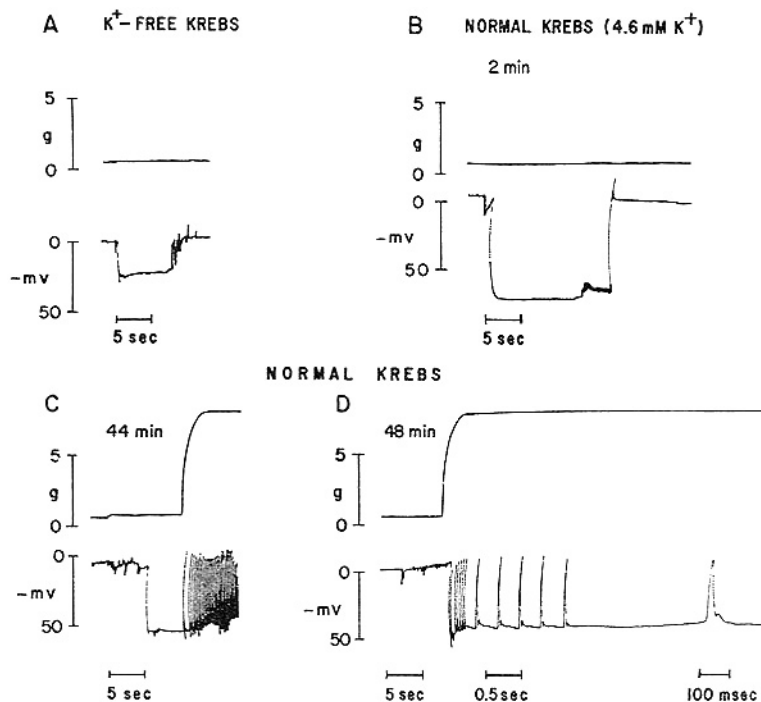 A K⁺-FREE KREBS
5
g
0
0
-mv
50
5 sec
B NORMAL KREBS (4.6 mM K⁺)
2 min
5
g
0
0
-mv
50
5 sec
NORMAL KREBS
C
44 min
5
g
0
0
-mv
50
5 sec
D
48 min
5
g
0
0
-mv
50
5 sec
0.5 sec
100 msec